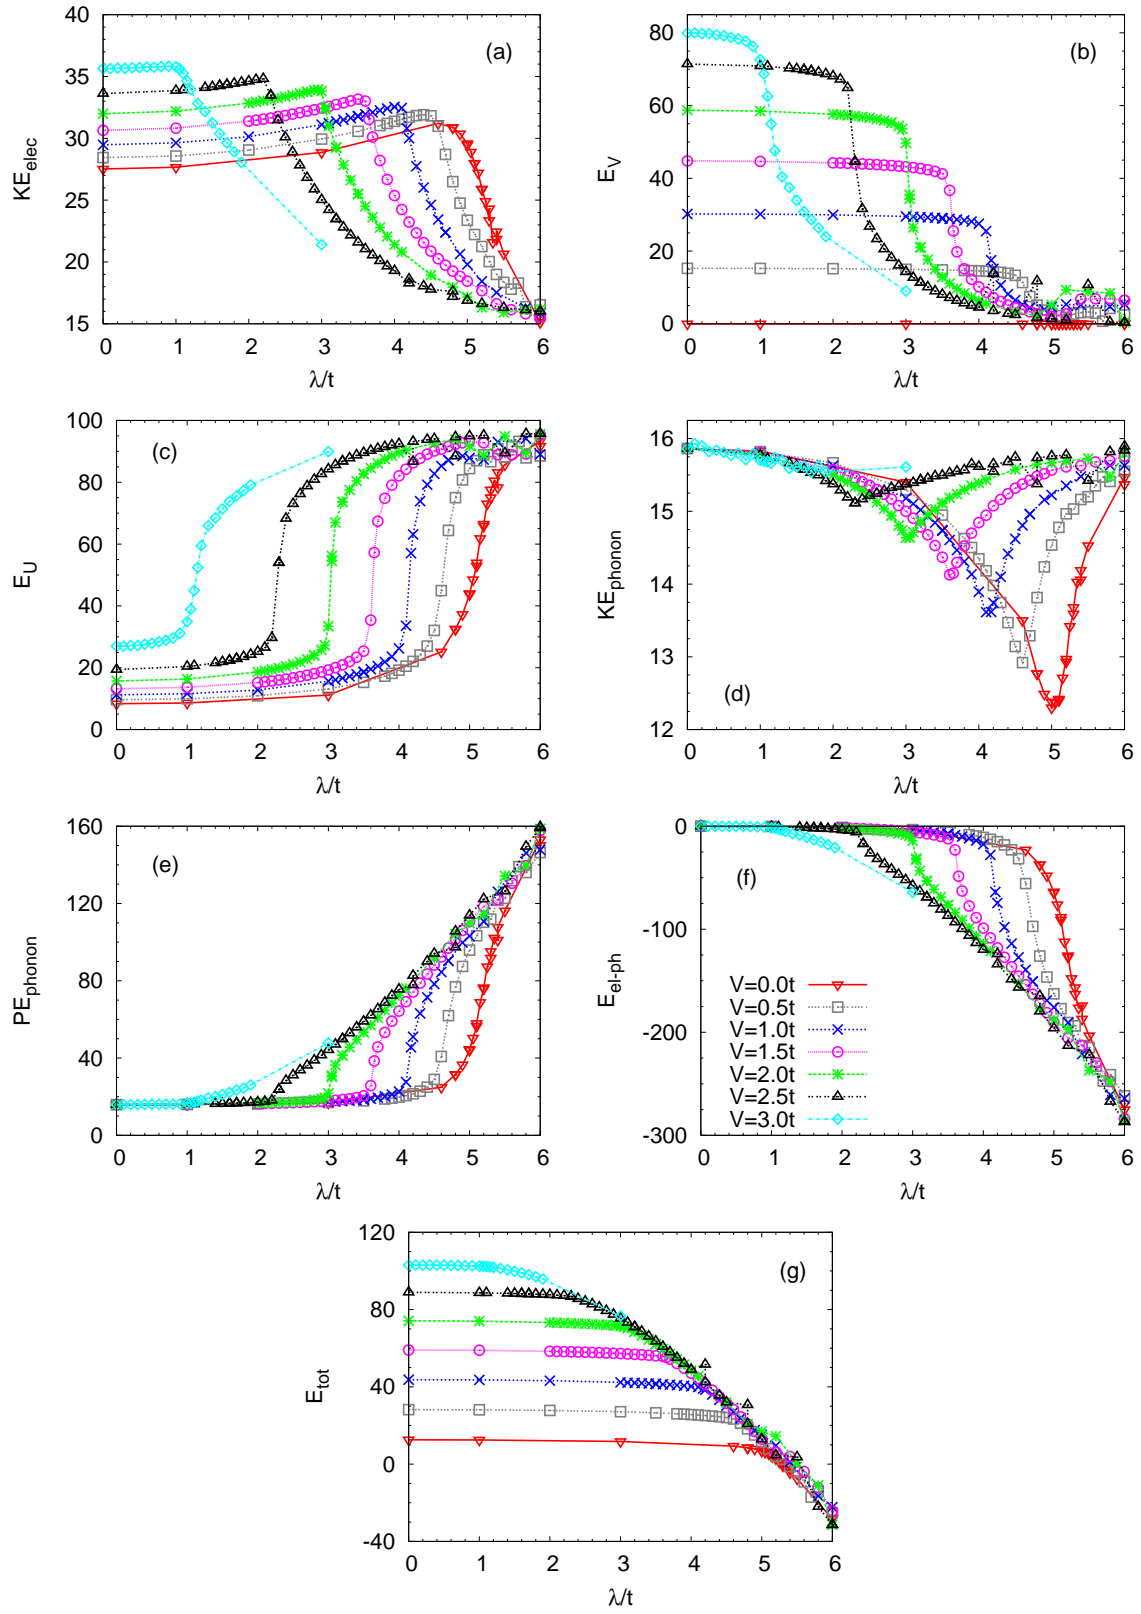 40
35
30
25
20
15
KE_elec
(a)
0 1 2 3 4 5 6
λ/t
80
60
40
20
0
E_V
(b)
0 1 2 3 4 5 6
λ/t
100
80
60
40
20
0
E_U
(c)
0 1 2 3 4 5 6
λ/t
16
15
14
13
12
KE_phonon
(d)
0 1 2 3 4 5 6
λ/t
160
120
80
40
0
PE_phonon
(e)
0 1 2 3 4 5 6
λ/t
0
-100
-200
-300
E_el-ph
(f)
V=0.0t
V=0.5t
V=1.0t
V=1.5t
V=2.0t
V=2.5t
V=3.0t
0 1 2 3 4 5 6
λ/t
120
80
40
0
-40
E_tot
(g)
0 1 2 3 4 5 6
λ/t